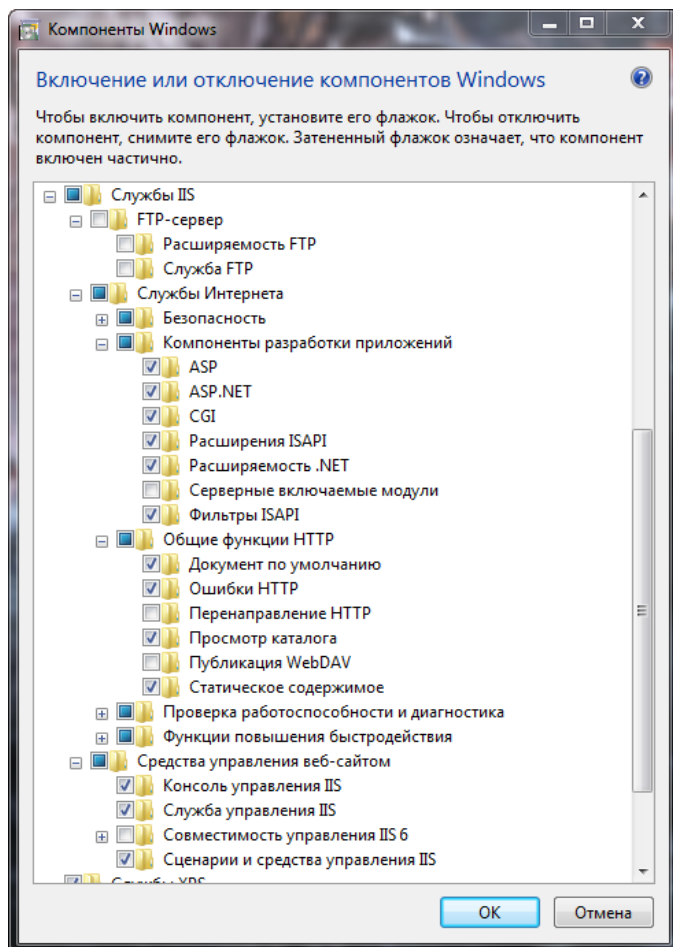 Компоненты Windows
Включение или отключение компонентов Windows
Чтобы включить компонент, установите его флажок. Чтобы отключить
компонент, снимите его флажок. Затененный флажок означает, что компонент
включен частично.
Службы IIS
FTP-сервер
Расширяемость FTP
Служба FTP
Службы Интернета
Безопасность
Компоненты разработки приложений
ASP
ASP.NET
CGI
Расширения ISAPI
Расширяемость .NET
Серверные включаемые модули
Фильтры ISAPI
Общие функции HTTP
Документ по умолчанию
Ошибки HTTP
Перенаправление HTTP
Просмотр каталога
Публикация WebDAV
Статическое содержимое
Проверка работоспособности и диагностика
Функции повышения быстродействия
Средства управления веб-сайтом
Консоль управления IIS
Служба управления IIS
Совместимость управления IIS 6
Сценарии и средства управления IIS
Службы XPS
OK
Отмена